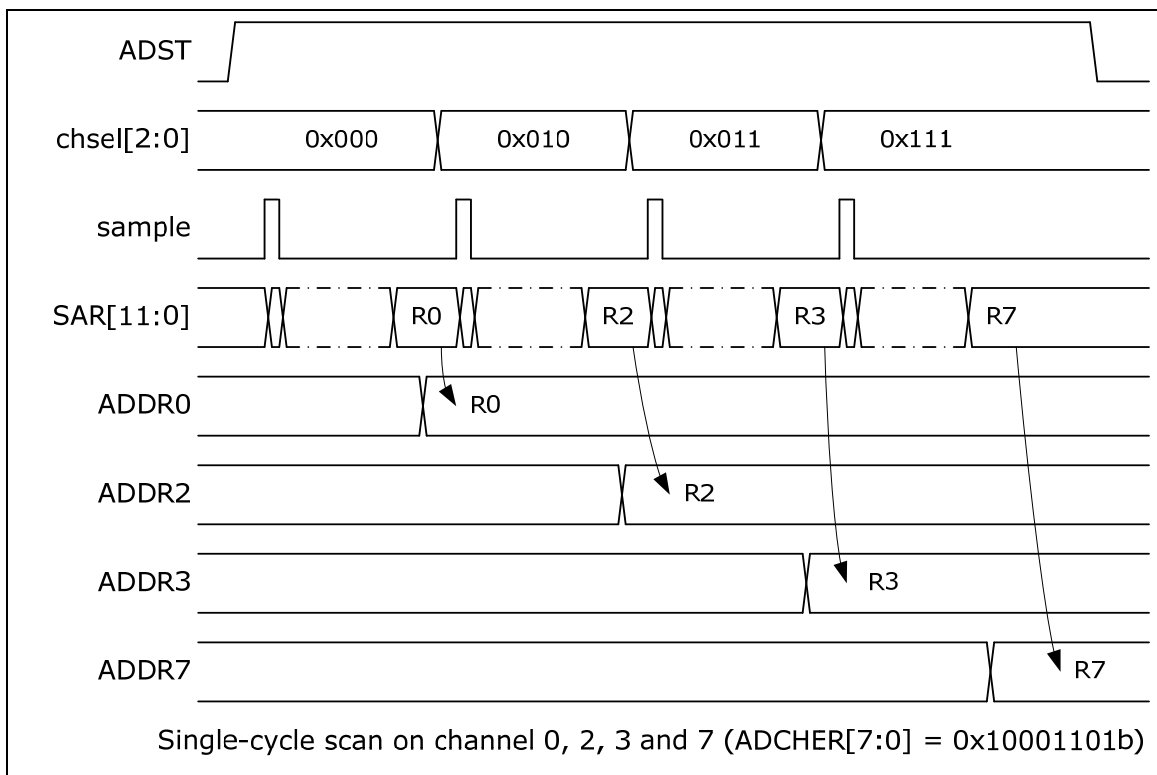 ADST
chsel[2:0] 0x000 0x010 0x011 0x111
sample
SAR[11:0] R0 R2 R3 R7
ADDR0 R0
ADDR2 R2
ADDR3 R3
ADDR7 R7
Single-cycle scan on channel 0, 2, 3 and 7 (ADCHER[7:0] = 0x10001101b)